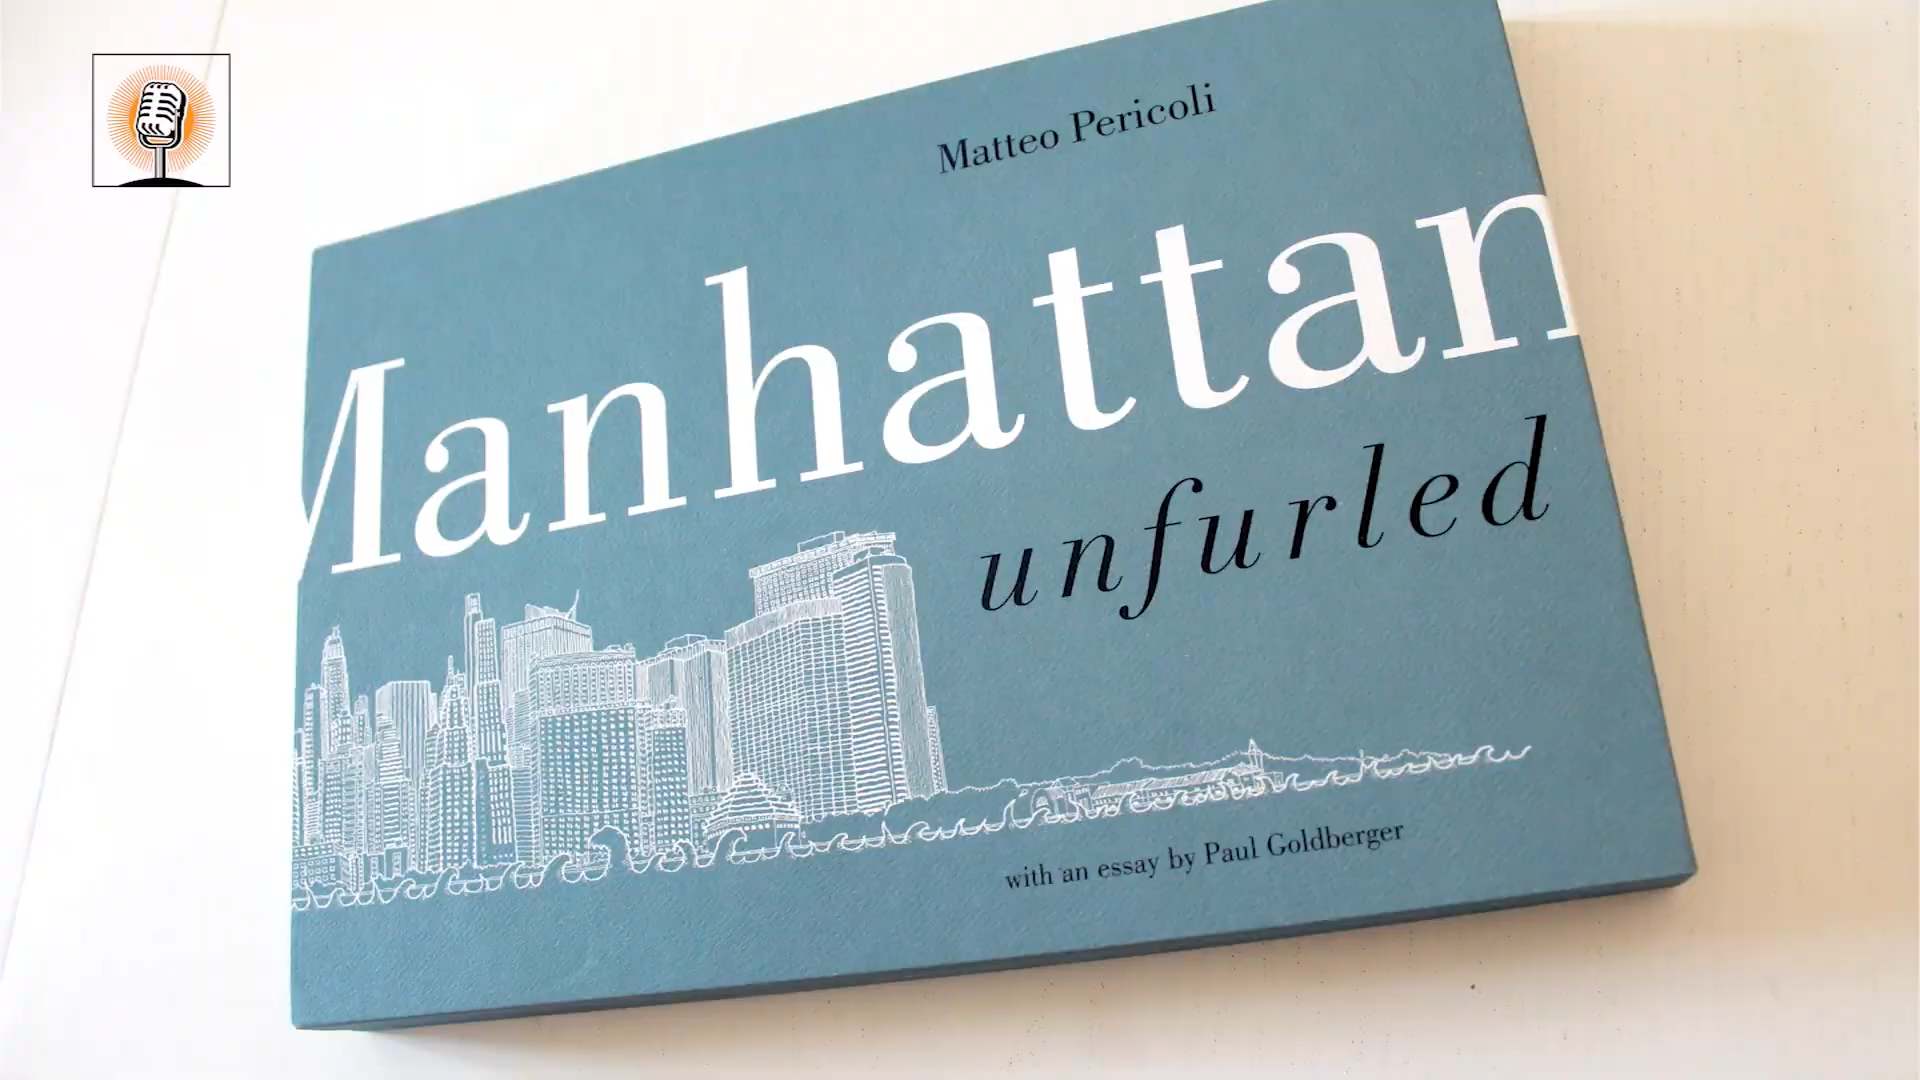 Matteo Pericoli
Manhattan
unfurled
with an essay by Paul Goldberger